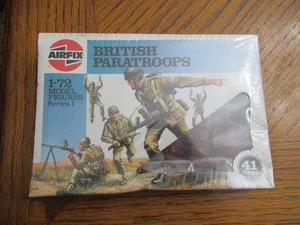 AIRFIX
BRITISH
PARATROOPS
1-72
MODEL
FIGURES
Series 1
41